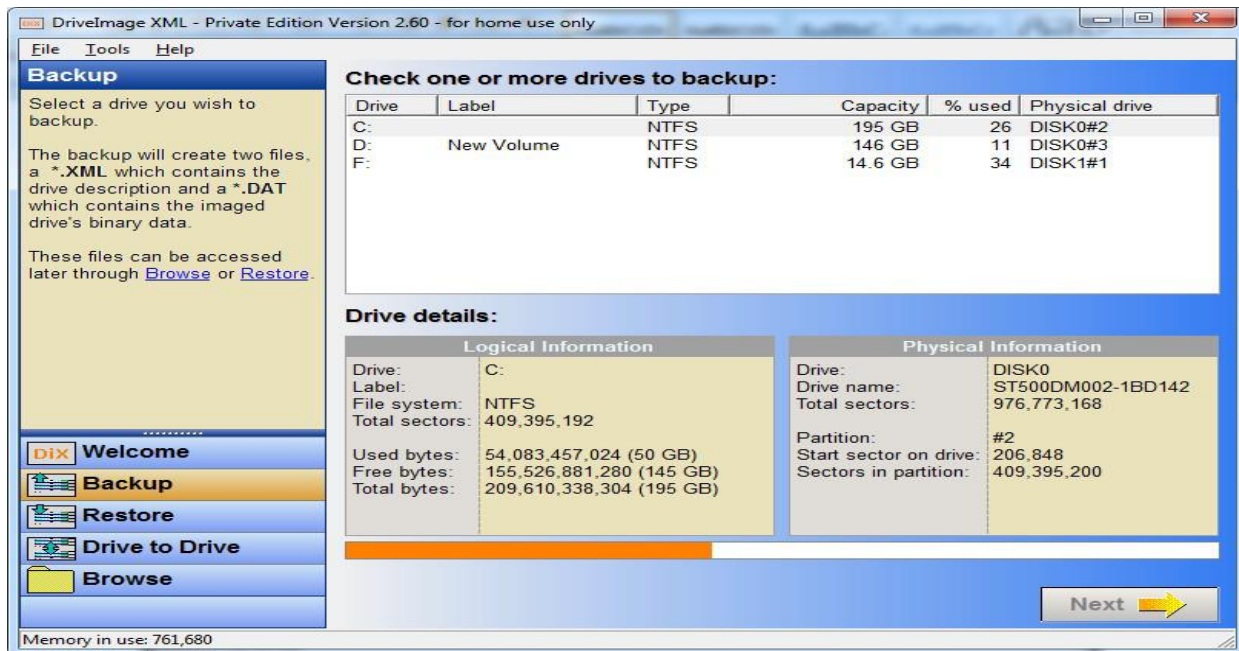 DiX DriveImage XML - Private Edition Version 2.60 - for home use only
File Tools Help
Backup
Select a drive you wish to
backup.
The backup will create two files,
a *.XML which contains the
drive description and a *.DAT
which contains the imaged
drive's binary data.
These files can be accessed
later through Browse or Restore.
DiX Welcome
Backup
Restore
Drive to Drive
Browse
Check one or more drives to backup:
Drive Label Type Capacity % used Physical drive
C: NTFS 195 GB 26 DISK0#2
D: New Volume NTFS 146 GB 11 DISK0#3
F: NTFS 14.6 GB 34 DISK1#1
Drive details:
Logical Information
Drive: C:
Label:
File system: NTFS
Total sectors: 409,395,192
Used bytes: 54,083,457,024 (50 GB)
Free bytes: 155,526,881,280 (145 GB)
Total bytes: 209,610,338,304 (195 GB)
Physical Information
Drive: DISK0
Drive name: ST500DM002-1BD142
Total sectors: 976,773,168
Partition: #2
Start sector on drive: 206,848
Sectors in partition: 409,395,200
Next
Memory in use: 761,680